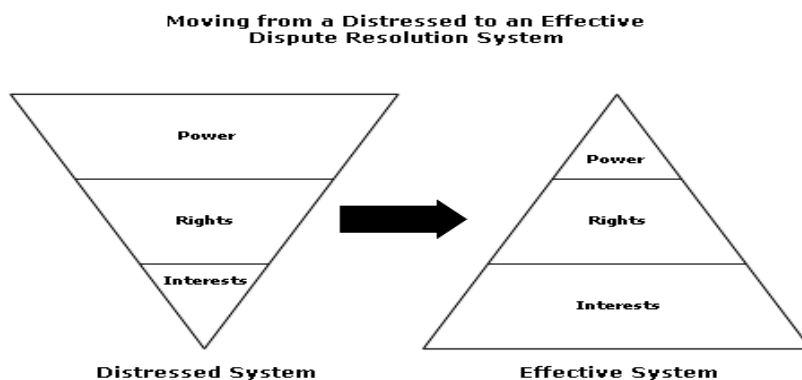 Moving from a Distressed to an Effective
Dispute Resolution System
Power
Rights
Interests
Distressed System
Power
Rights
Interests
Effective System